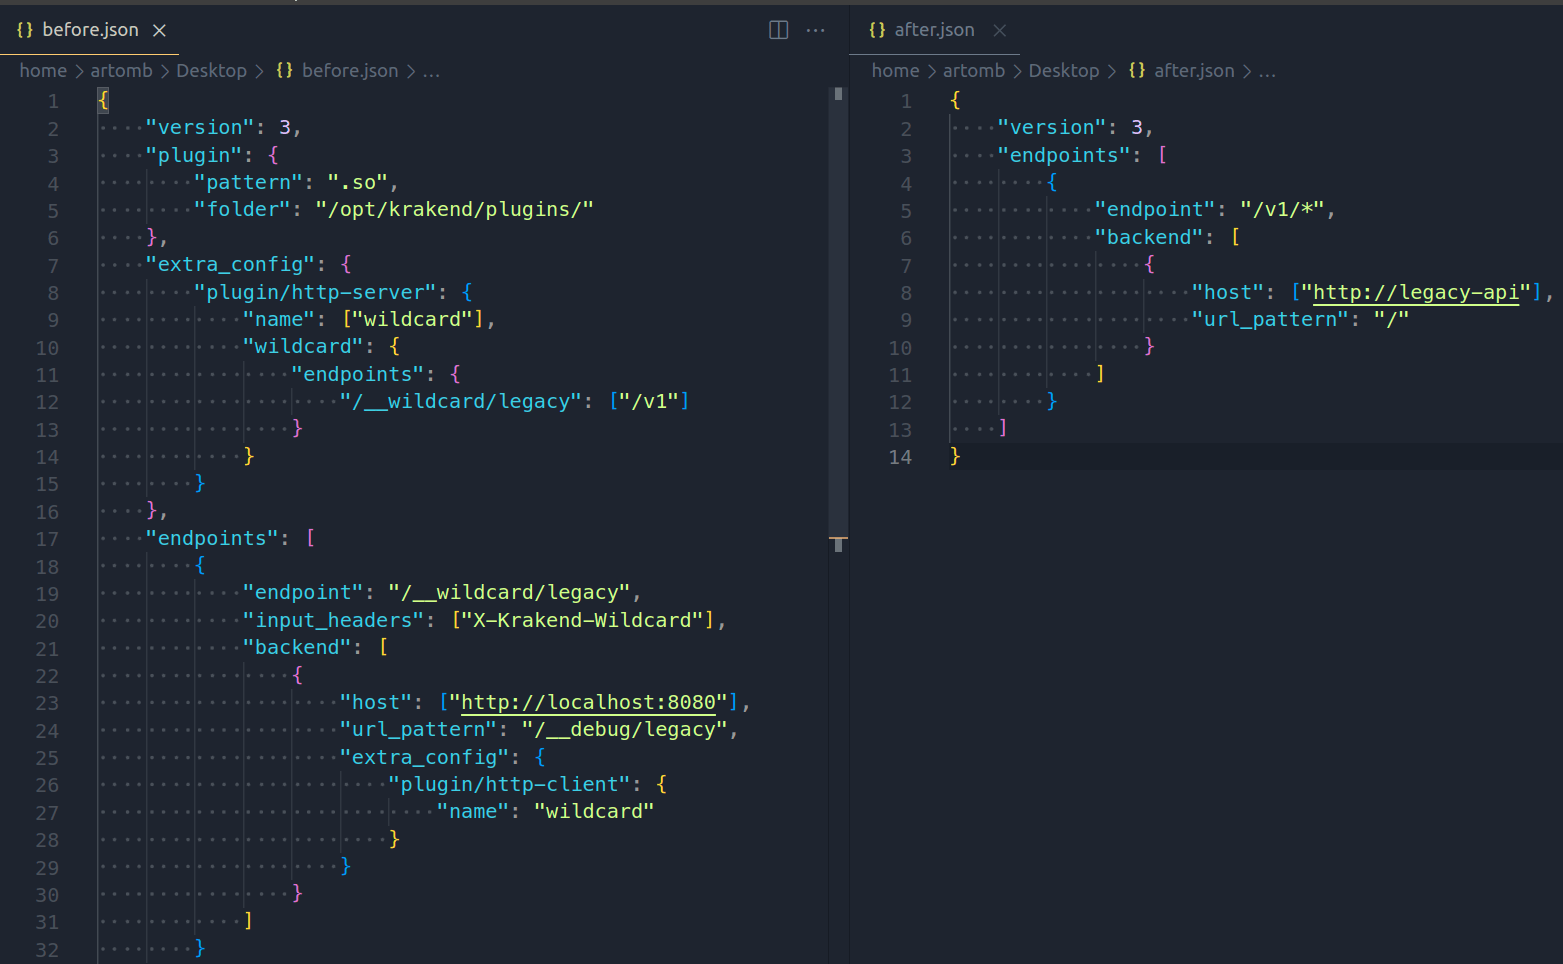 {} before.json
home > artomb > Desktop > {} before.json > ...
1 {
2     "version": 3,
3     "plugin": {
4         "pattern": ".so",
5         "folder": "/opt/krakend/plugins/"
6     },
7     "extra_config": {
8         "plugin/http-server": {
9             "name": ["wildcard"],
10             "wildcard": {
11                 "endpoints": {
12                     "/__wildcard/legacy": ["/v1"]
13                 }
14             }
15         }
16     },
17     "endpoints": [
18         {
19             "endpoint": "/__wildcard/legacy",
20             "input_headers": ["X-Krakend-Wildcard"],
21             "backend": [
22                 {
23                     "host": ["http://localhost:8080"],
24                     "url_pattern": "/__debug/legacy",
25                     "extra_config": {
26                         "plugin/http-client": {
27                             "name": "wildcard"
28                         }
29                     }
30                 }
31             ]
32         }
{} after.json
home > artomb > Desktop > {} after.json > ...
1 {
2     "version": 3,
3     "endpoints": [
4         {
5             "endpoint": "/v1/*",
6             "backend": [
7                 {
8                     "host": ["http://legacy-api"],
9                     "url_pattern": "/"
10                 }
11             ]
12         }
13     ]
14 }